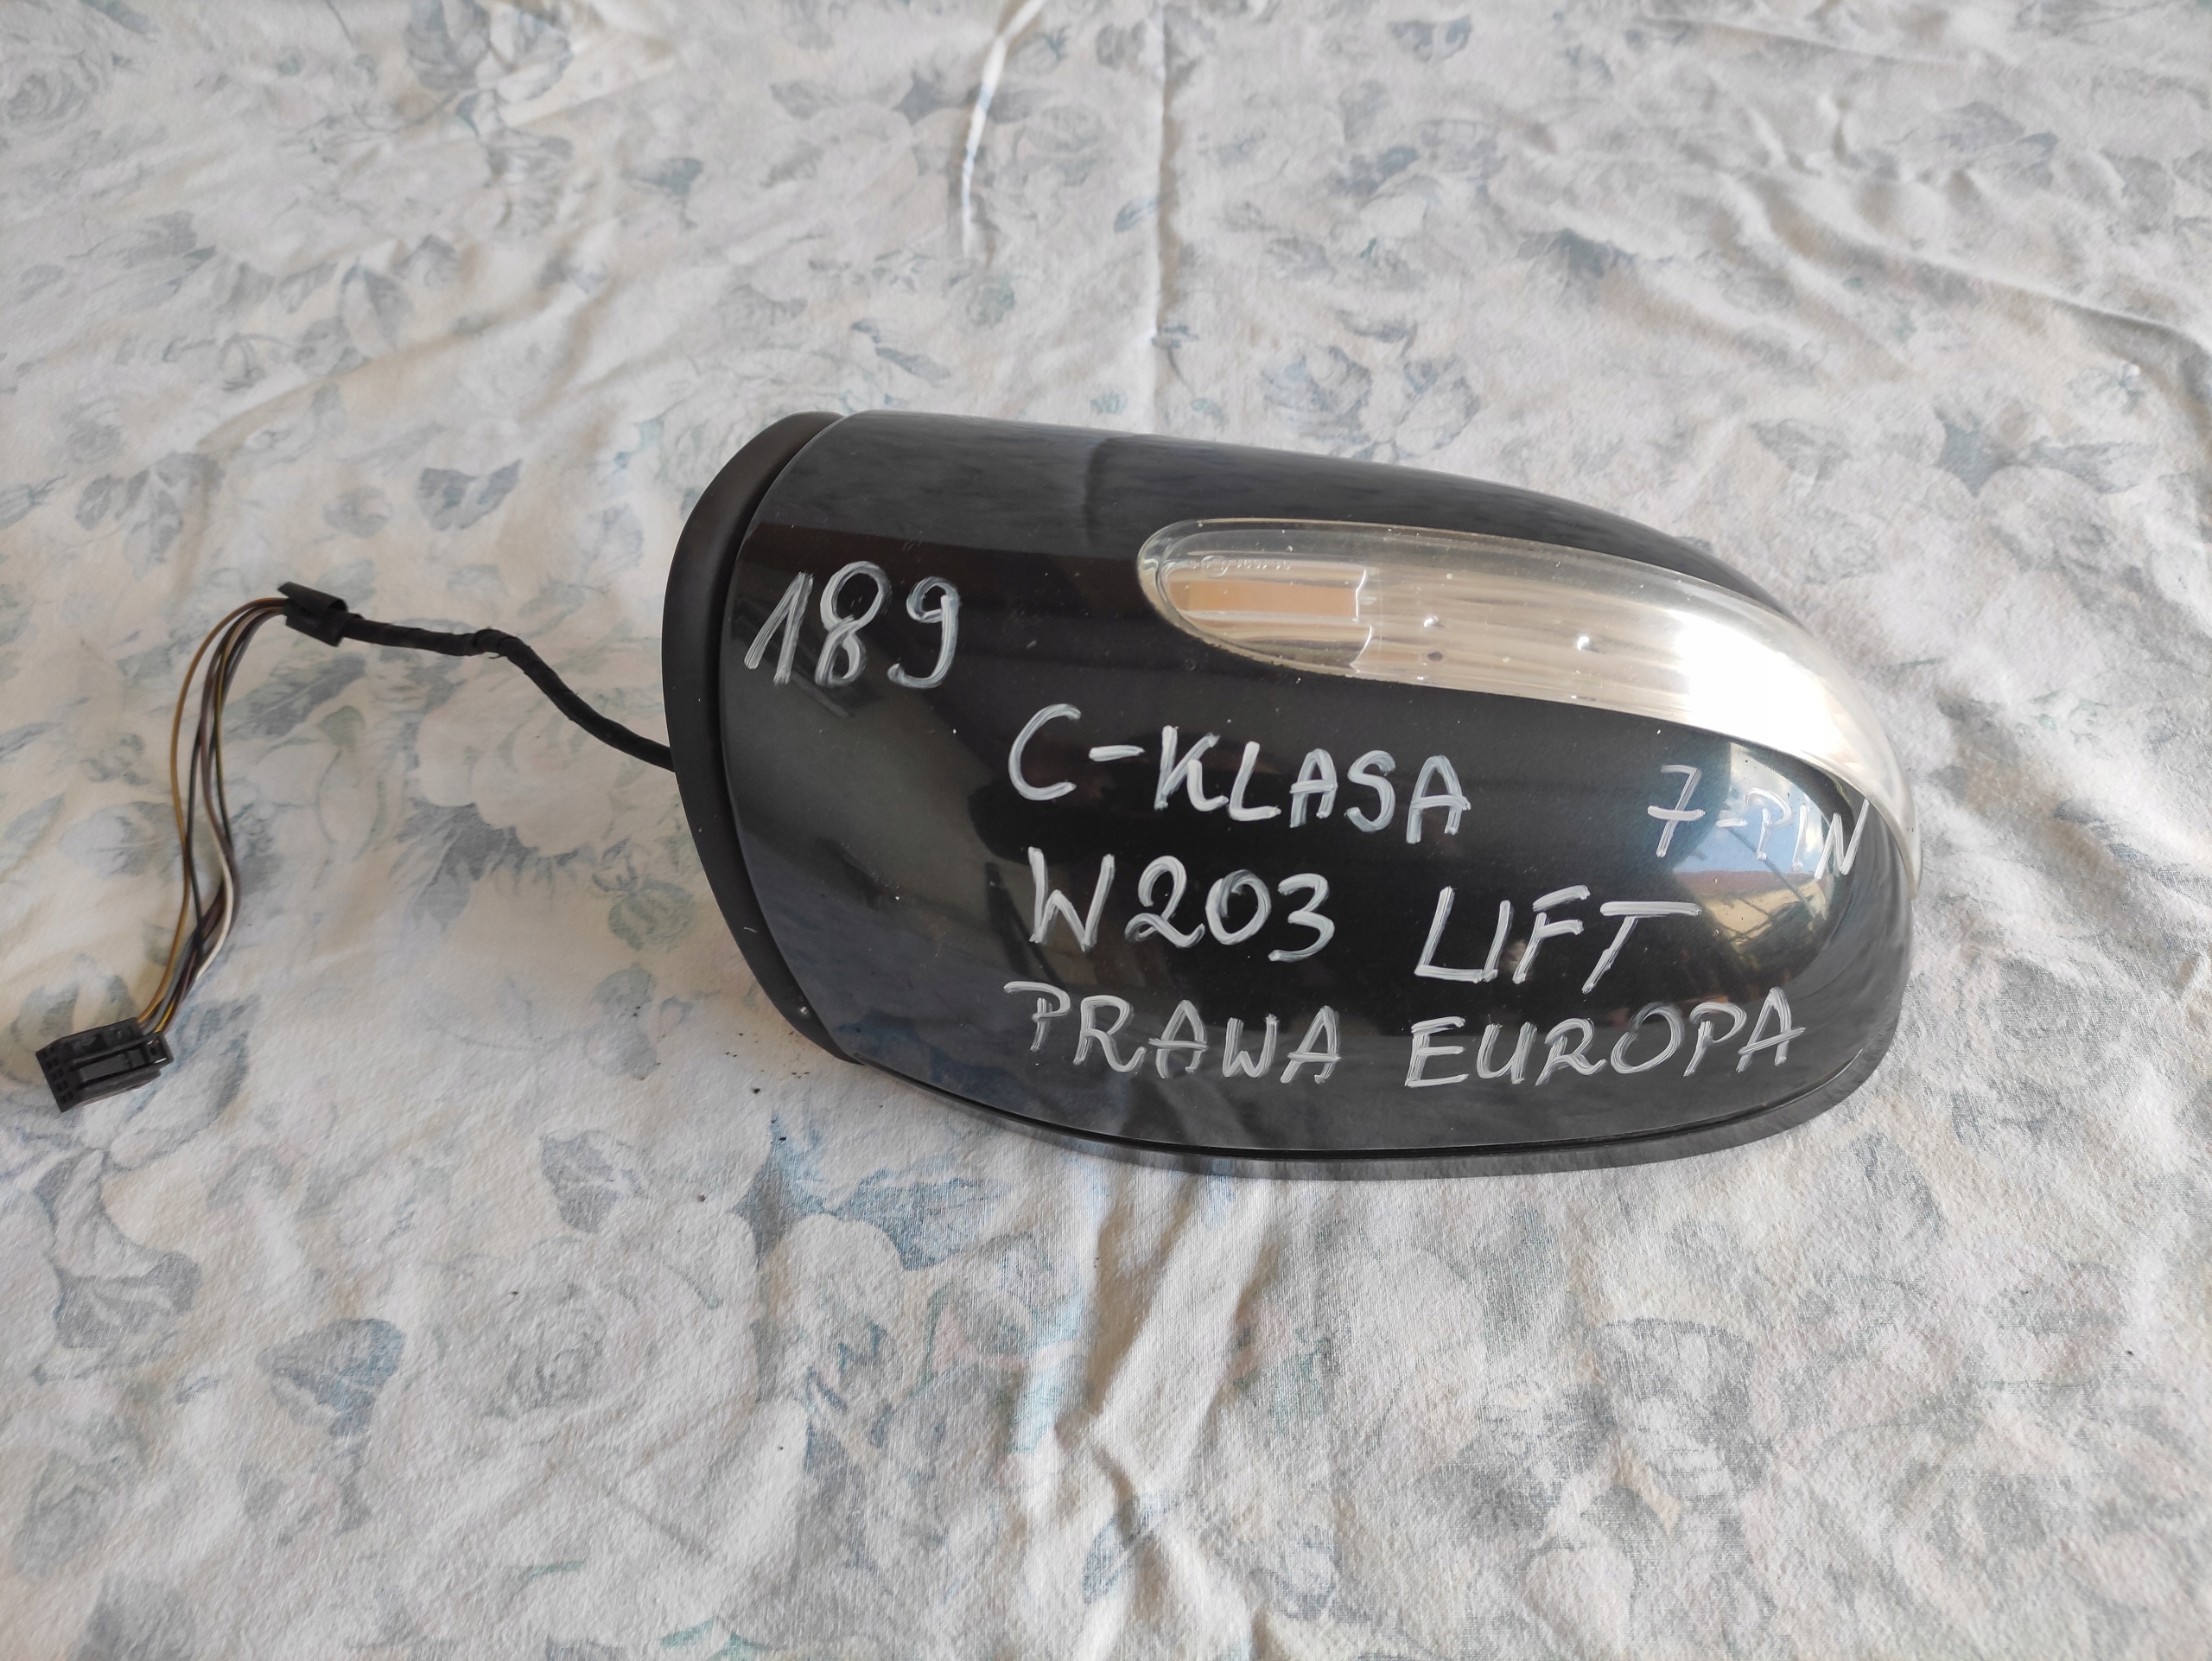 189
C-KLASA
7-PIN
W203 LIFT
PRAWA EUROPA